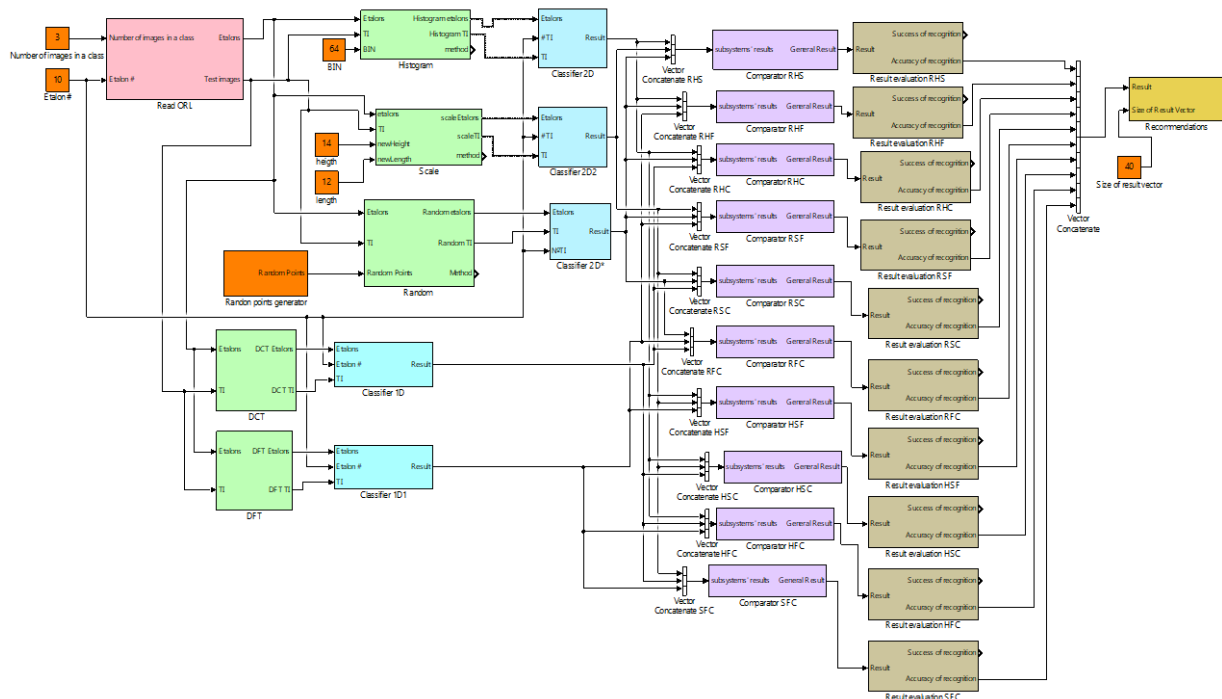 3
Number of images in a class
10
Etalon #
Number of images in a class
Etalons
Etalon #
Test images
Read ORL
64
BIN
Etalons
Histogram etalons
TI
Histogram TI
BIN
method
Histogram
Etalons
Result
#TI
TI
Classifier 2D
14
heigth
12
length
etalons
scaleEtalons
TI
scaleTI
newHeight
newLength
method
Scale
Etalons
#TI
Result
TI
Classifier 2D2
Random Points
Randon points generator
Etalons
Random etalons
TI
Random TI
Random Points
Method
Random
Etalons
TI
Result
№TI
Classifier 2D*
Etalons
DCT Etalons
TI
DCT TI
DCT
Etalons
Etalon #
Result
TI
Classifier 1D
Etalons
DFT Etalons
TI
DFT TI
DFT
Etalons
Etalon #
Result
TI
Classifier 1D1
Vector
Concatenate RHS
subsystems' results
General Result
Comparator RHS
Result
Success of recognition
Accuracy of recognition
Result evaluation RHS
Vector
Concatenate RHF
subsystems' results
General Result
Comparator RHF
Result
Success of recognition
Accuracy of recognition
Result evaluation RHF
Vector
Concatenate RHC
subsystems' results
General Result
Comparator RHC
Result
Success of recognition
Accuracy of recognition
Result evaluation RHC
Vector
Concatenate RSF
subsystems' results
General Result
Comparator RSF
Result
Success of recognition
Accuracy of recognition
Result evaluation RSF
Vector
Concatenate RSC
subsystems' results
General Result
Comparator RSC
Result
Success of recognition
Accuracy of recognition
Result evaluation RSC
Vector
Concatenate RFC
subsystems' results
General Result
Comparator RFC
Result
Success of recognition
Accuracy of recognition
Result evaluation RFC
Vector
Concatenate HSF
subsystems' results
General Result
Comparator HSF
Result
Success of recognition
Accuracy of recognition
Result evaluation HSF
Vector
Concatenate HSC
subsystems' results
General Result
Comparator HSC
Result
Success of recognition
Accuracy of recognition
Result evaluation HSC
Vector
Concatenate HFC
subsystems' results
General Result
Comparator HFC
Result
Success of recognition
Accuracy of recognition
Result evaluation HFC
Vector
Concatenate SFC
subsystems' results
General Result
Comparator SFC
Result
Success of recognition
Accuracy of recognition
Result evaluation SFC
Vector
Concatenate
Result
Size of Result Vector
Recommendations
40
Size of result vector